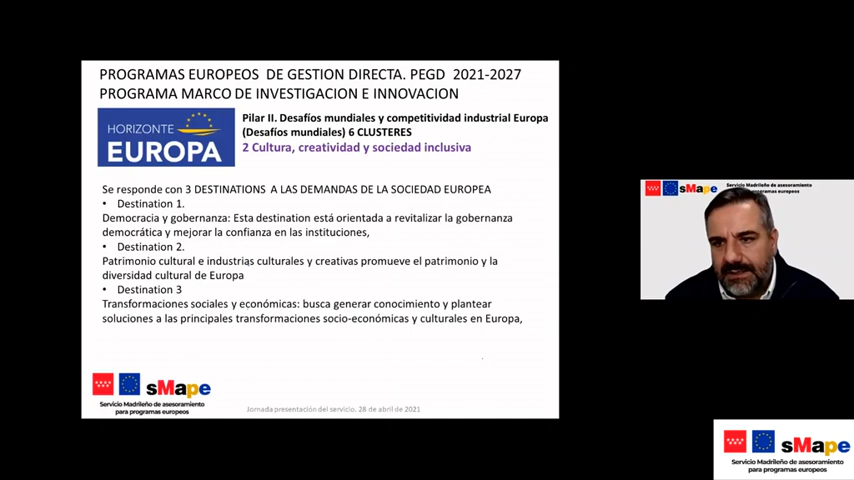 PROGRAMAS EUROPEOS DE GESTION DIRECTA. PEGD 2021-2027
PROGRAMA MARCO DE INVESTIGACION E INNOVACION
HORIZONTE
EUROPA
Pilar II. Desafíos mundiales y competitividad industrial Europa
(Desafíos mundiales) 6 CLUSTERES
2 Cultura, creatividad y sociedad inclusiva
Se responde con 3 DESTINATIONS A LAS DEMANDAS DE LA SOCIEDAD EUROPEA
• Destination 1.
Democracia y gobernanza: Esta destination está orientada a revitalizar la gobernanza
democrática y mejorar la confianza en las instituciones,
• Destination 2.
Patrimonio cultural e industrias culturales y creativas promueve el patrimonio y la
diversidad cultural de Europa
• Destination 3
Transformaciones sociales y económicas: busca generar conocimiento y plantear
soluciones a las principales transformaciones socio-económicas y culturales en Europa,
sMape
Servicio Madrileño de asesoramiento
para programas europeos
Jornada presentación del servicio. 28 de abril de 2021
sMape
Servicio Madrileño de asesoramiento
programas europeos
sMape
Servicio Madrileño de asesoramiento
para programas europeos